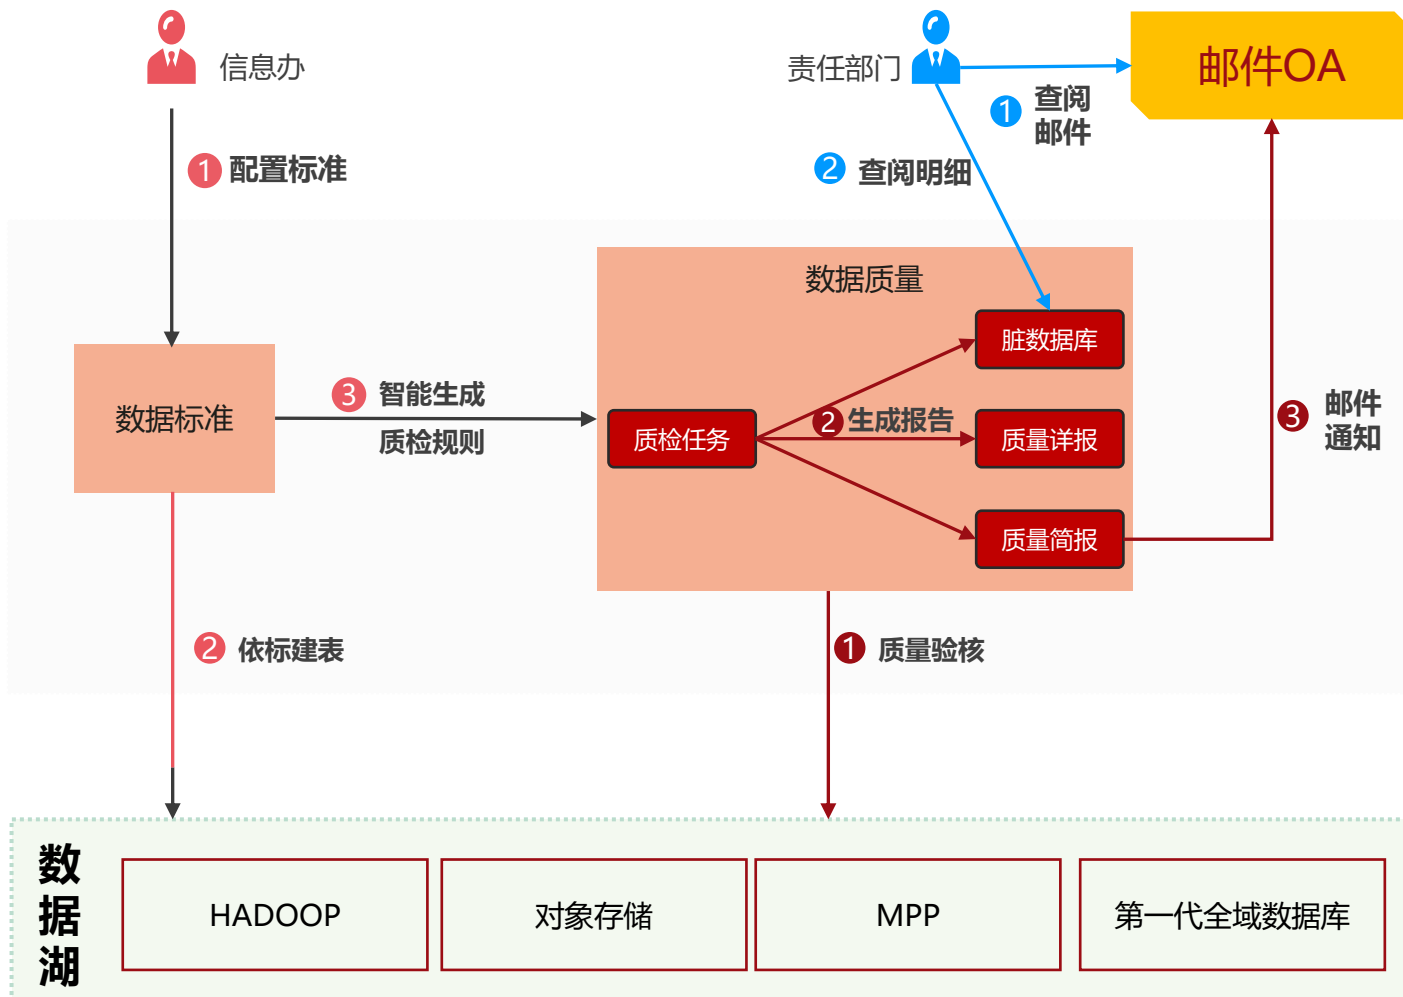 信息办
责任部门
邮件OA
1 查阅
邮件
1 配置标准
2 查阅明细
数据质量
脏数据库
数据标准
3 智能生成
质检规则
质检任务
2 生成报告
质量详报
3 邮件
通知
质量简报
2 依标建表
1 质量验核
数据湖
HADOOP
对象存储
MPP
第一代全域数据库